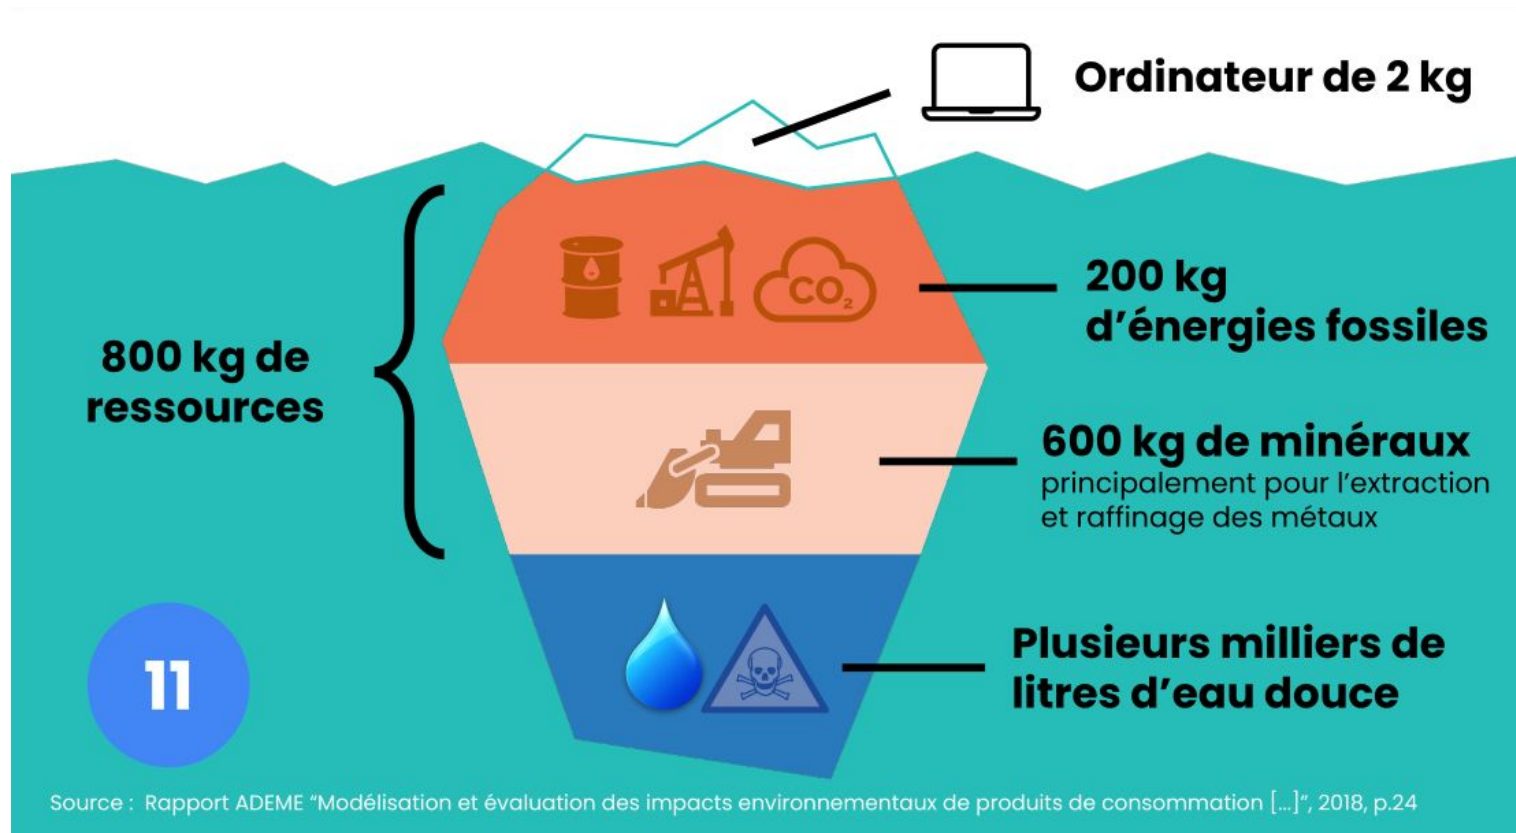 Ordinateur de 2 kg
CO₂
200 kg
d’énergies fossiles
800 kg de
ressources
600 kg de minéraux
principalement pour l’extraction
et raffinage des métaux
Plusieurs milliers de
litres d’eau douce
11
Source :  Rapport ADEME “Modélisation et évaluation des impacts environnementaux de produits de consommation [...]“, 2018, p.24